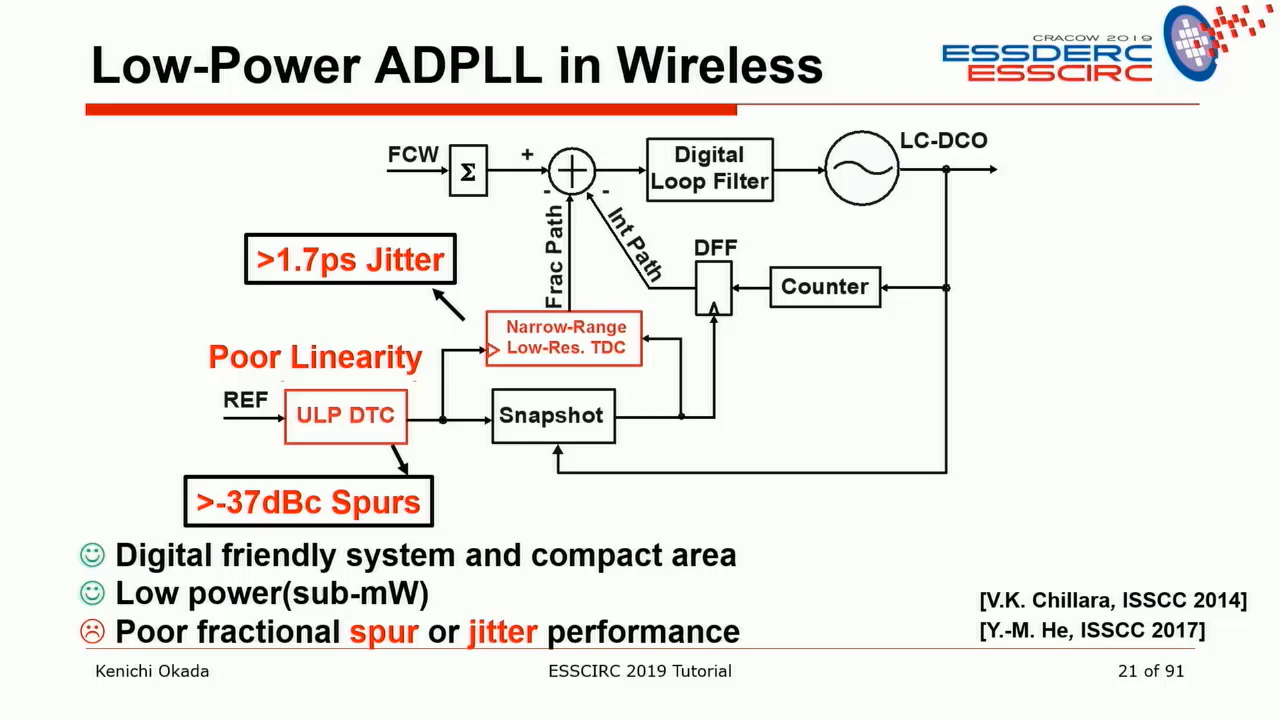 Low-Power ADPLL in Wireless
CRACOW 2019
ESSDERC
ESSCIRC
FCW
Σ
+
-
-
Digital
Loop Filter
LC-DCO
Frac Path
Int Path
DFF
Counter
>1.7ps Jitter
Narrow-Range
Low-Res. TDC
Poor Linearity
REF
ULP DTC
Snapshot
>-37dBc Spurs
Digital friendly system and compact area
Low power(sub-mW)
Poor fractional spur or jitter performance
[V.K. Chillara, ISSCC 2014]
[Y.-M. He, ISSCC 2017]
Kenichi Okada
ESSCIRC 2019 Tutorial
21 of 91